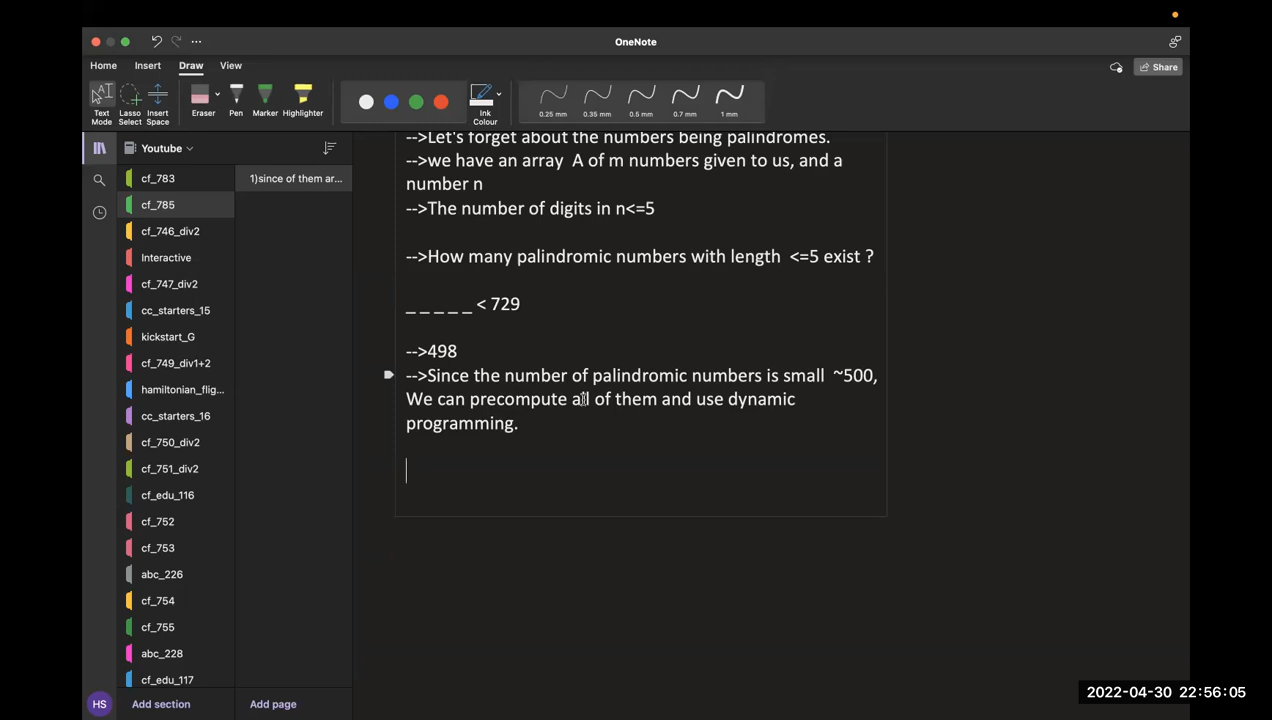 OneNote
Home
Insert
Draw
View
Share
Text
Mode
Lasso
Select
Insert
Space
Eraser
Pen
Marker
Highlighter
0.25 mm
0.35 mm
0.5 mm
0.7 mm
1 mm
Ink
Colour
Youtube
cf_783
cf_785
cf_746_div2
Interactive
cf_747_div2
cc_starters_15
kickstart_G
cf_749_div1+2
hamiltonian_flig...
cc_starters_16
cf_750_div2
cf_751_div2
cf_edu_116
cf_752
cf_753
abc_226
cf_754
cf_755
abc_228
cf_edu_117
HS
Add section
1)since of them ar...
Add page
-->Let's forget about the numbers being palindromes.
-->we have an array A of m numbers given to us, and a
number n
-->The number of digits in n<=5
-->How many palindromic numbers with length <=5 exist ?
_ _ _ _ _ < 729
-->498
-->Since the number of palindromic numbers is small ~500,
We can precompute all of them and use dynamic
programming.
2022-04-30 22:56:05